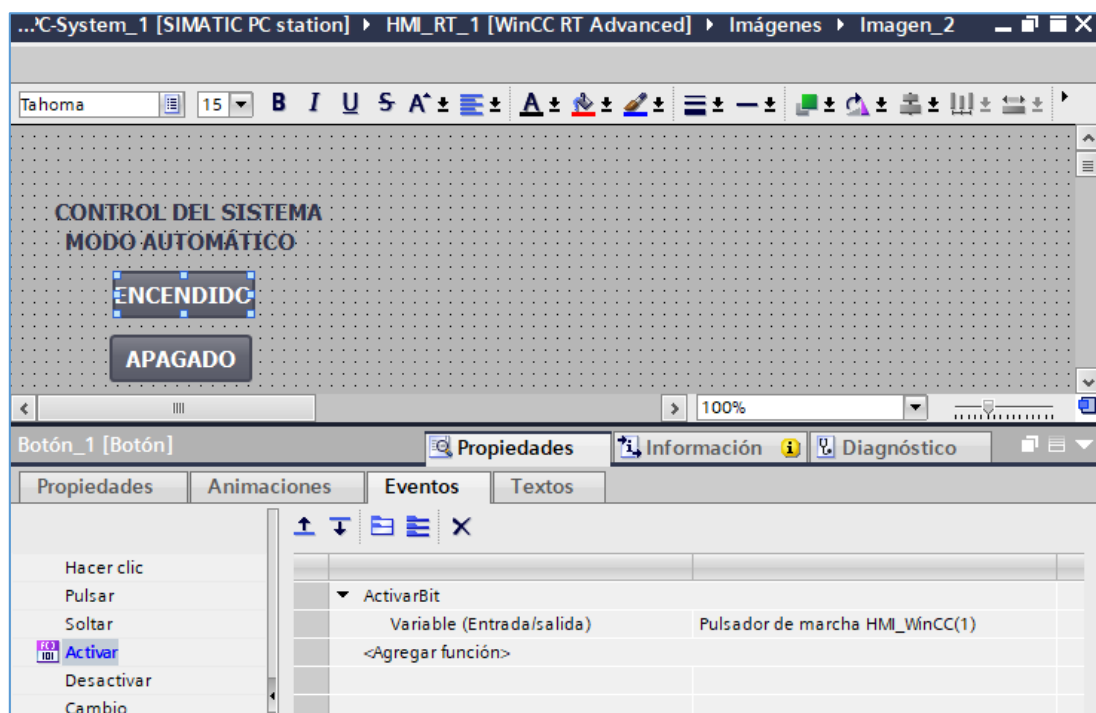 ...PC-System_1 [SIMATIC PC station] ▸ HMI_RT_1 [WinCC RT Advanced] ▸ Imágenes ▸ Imagen_2
Tahoma 15 B I U S A A
CONTROL DEL SISTEMA
MODO AUTOMÁTICO
ENCENDIDO
APAGADO
100%
Botón_1 [Botón] Propiedades Información Diagnóstico
Propiedades Animaciones Eventos Textos
Hacer clic
Pulsar ActivarBit
Soltar Variable (Entrada/salida) Pulsador de marcha HMI_WinCC(1)
Activar <Agregar función>
Desactivar
Cambio